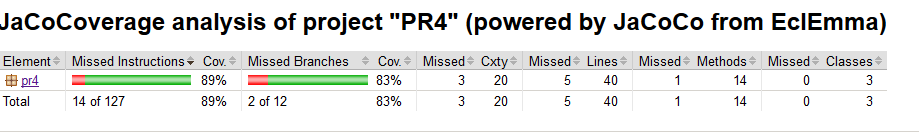 JaCoCoverage analysis of project "PR4" (powered by JaCoCo from EclEmma)
Element Missed Instructions Cov. Missed Branches Cov. Missed Cxty Missed Lines Missed Methods Missed Classes
pr4 89% 83% 3 20 5 40 1 14 0 3
Total 14 of 127 89% 2 of 12 83% 3 20 5 40 1 14 0 3